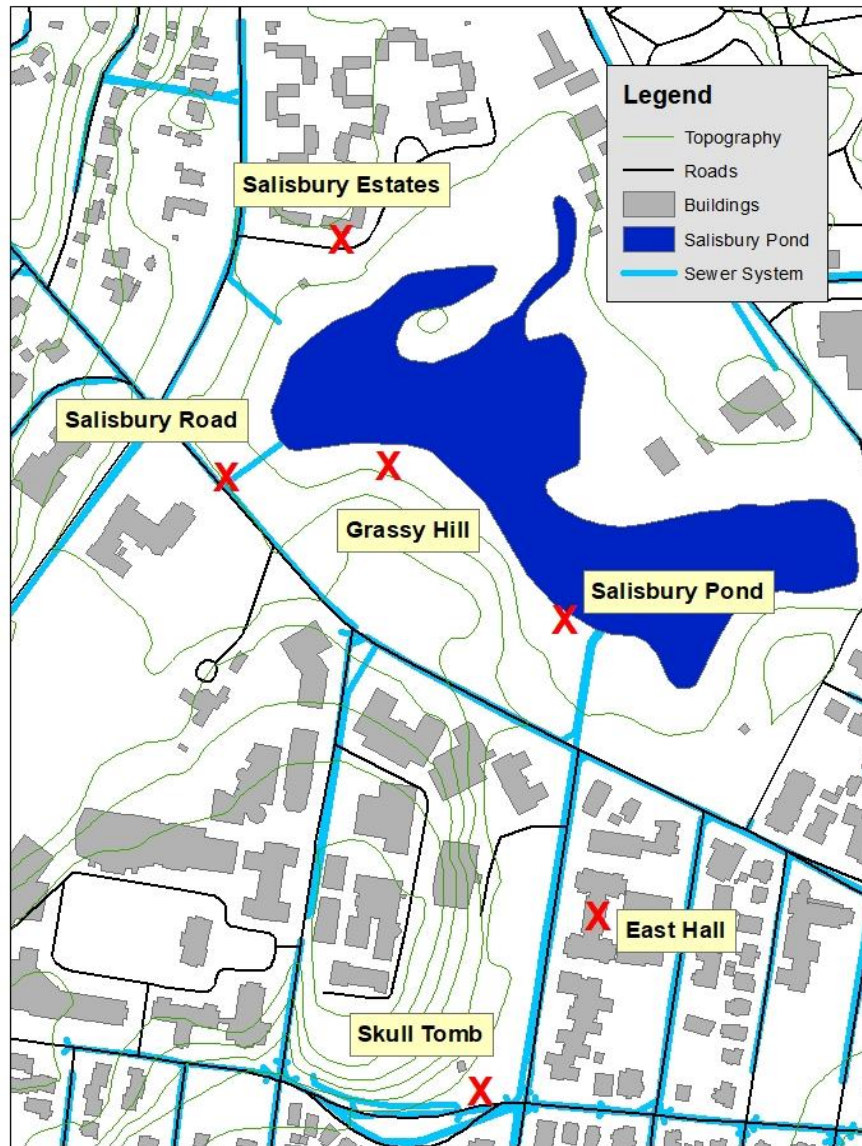 Legend
Topography
Roads
Buildings
Salisbury Pond
Sewer System
Salisbury Estates
X
Salisbury Road
X
X
Grassy Hill
Salisbury Pond
X
X
East Hall
Skull Tomb
X